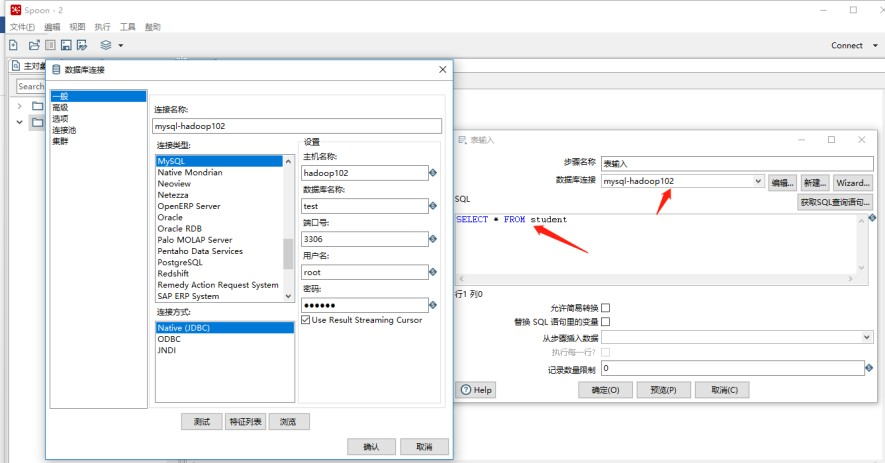 Spoon - 2
文件(F) 编辑 视图 执行 工具 帮助
Connect
主对象
Search
数据库连接
一般
高级
选项
连接池
集群
连接名称:
mysql-hadoop102
连接类型:
MySQL
Native Mondrian
Neoview
Netezza
OpenERP Server
Oracle
Oracle RDB
Palo MOLAP Server
Pentaho Data Services
PostgreSQL
Redshift
Remedy Action Request System
SAP ERP System
连接方式:
Native (JDBC)
ODBC
JNDI
设置
主机名称:
hadoop102
数据库名称:
test
端口号:
3306
用户名:
root
密码:
●●●●●●
Use Result Streaming Cursor
测试 特征列表 浏览
确认 取消
表输入
步骤名称 表输入
数据库连接 mysql-hadoop102 编辑... 新建... Wizard...
SQL 获取SQL查询语句...
SELECT * FROM student
行1 列0
允许简易转换
替换 SQL 语句里的变量
从步骤插入数据
执行每一行?
记录数量限制 0
Help 确定(O) 预览(P) 取消(C)